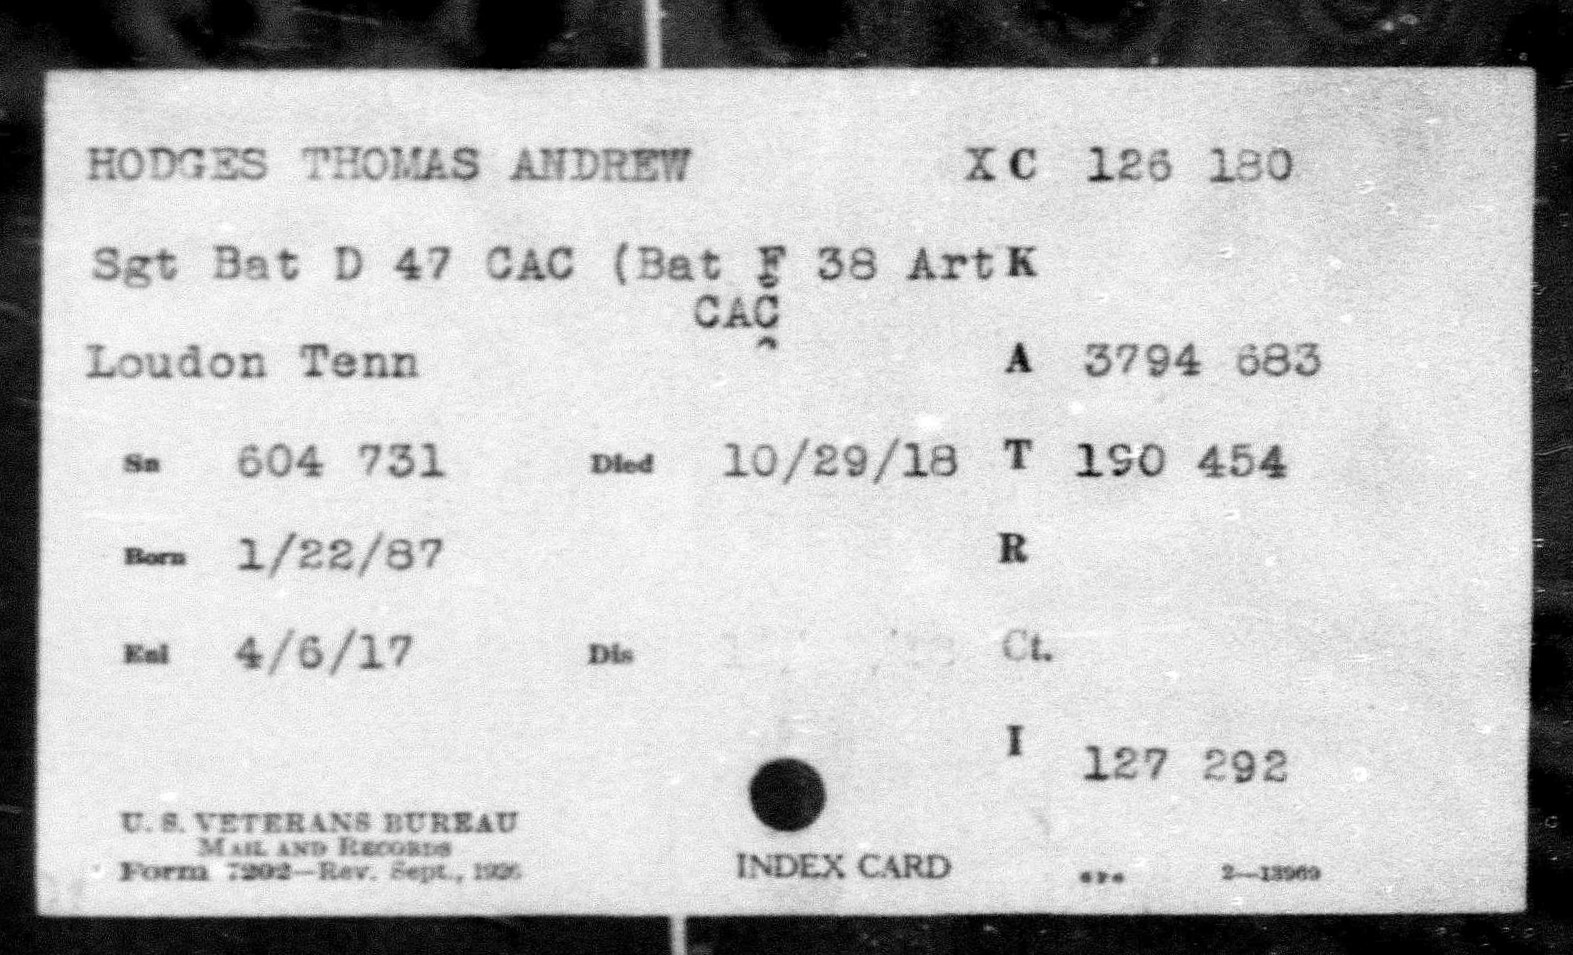 HODGES THOMAS ANDREW XC 126 180
Sgt Bat D 47 CAC (Bat F 38 Art K
CAC
Loudon Tenn A 3794 683
Sn 604 731 Died 10/29/18 T 190 454
Born 1/22/87 R
Enl 4/6/17 Dis Ct.
I 127 292
U. S. VETERANS BUREAU
MAIL AND RECORDS
Form 7202—Rev. Sept., 1926
INDEX CARD GPO 2—13969